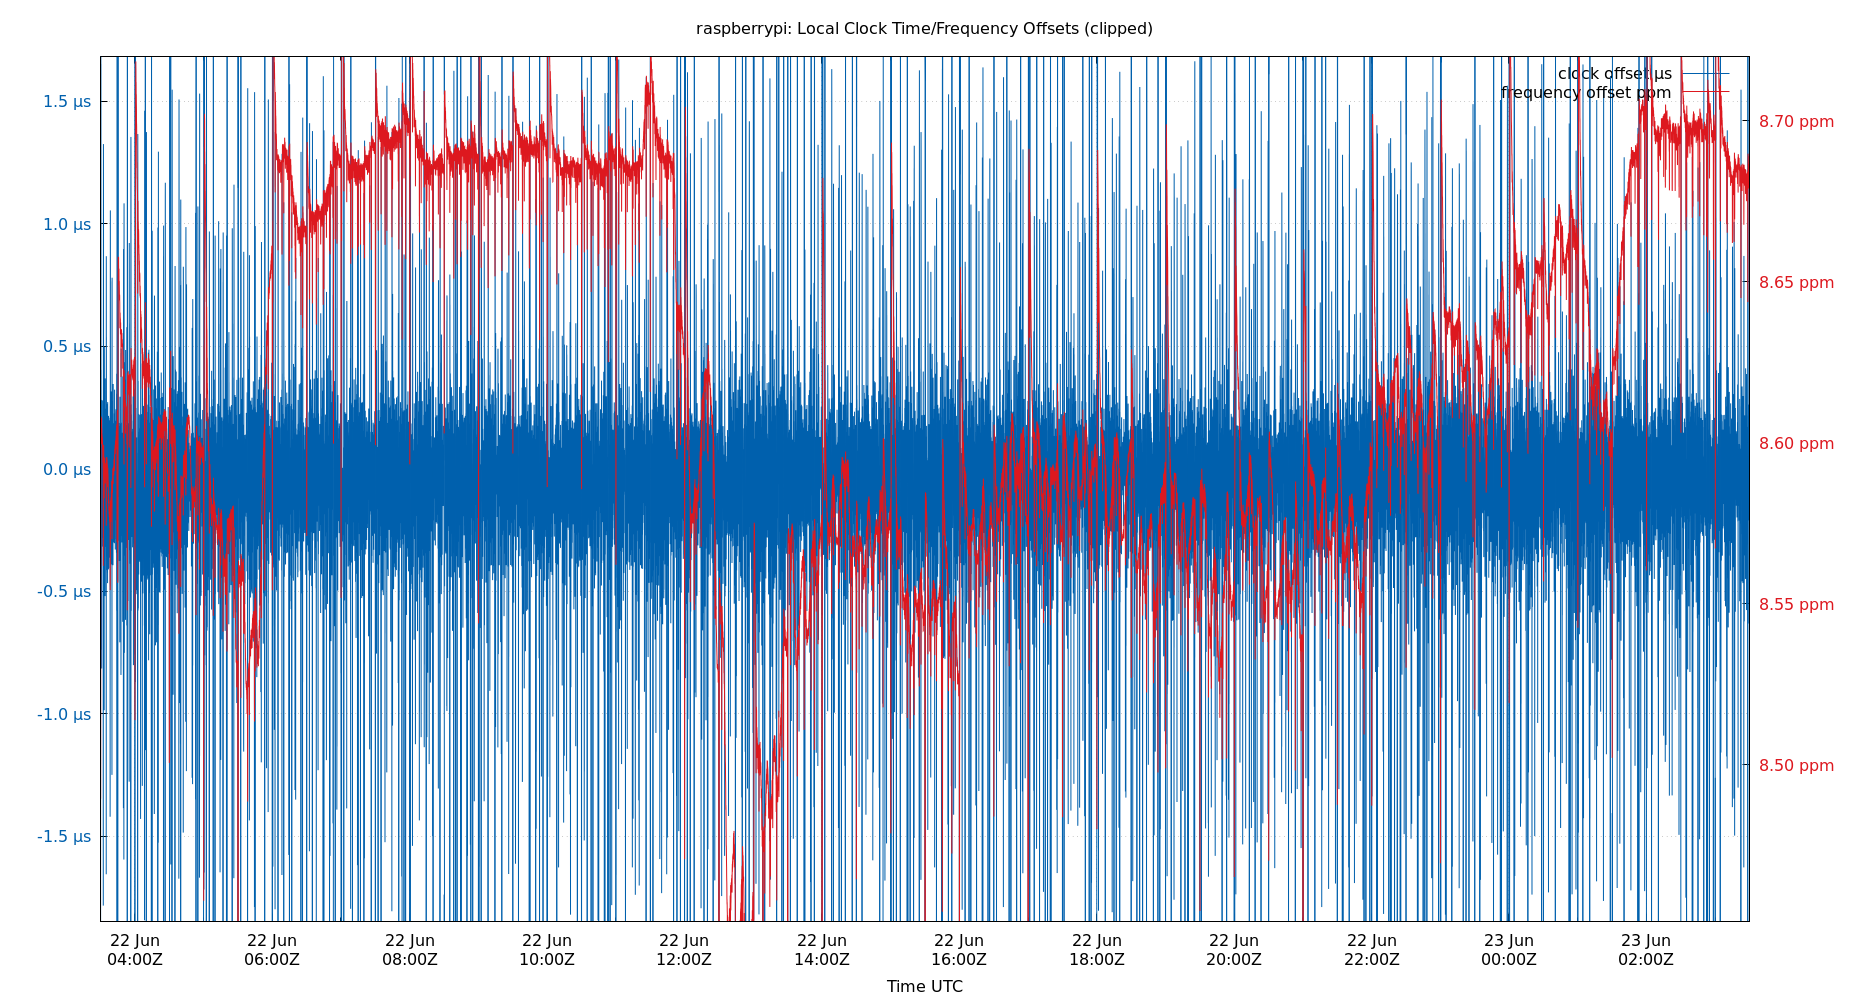 raspberrypi: Local Clock Time/Frequency Offsets (clipped)
clock offset µs
frequency offset ppm
1.5 µs
1.0 µs
0.5 µs
0.0 µs
-0.5 µs
-1.0 µs
-1.5 µs
8.70 ppm
8.65 ppm
8.60 ppm
8.55 ppm
8.50 ppm
22 Jun 22 Jun 22 Jun 22 Jun 22 Jun 22 Jun 22 Jun 22 Jun 22 Jun 22 Jun 23 Jun 23 Jun
04:00Z 06:00Z 08:00Z 10:00Z 12:00Z 14:00Z 16:00Z 18:00Z 20:00Z 22:00Z 00:00Z 02:00Z
Time UTC